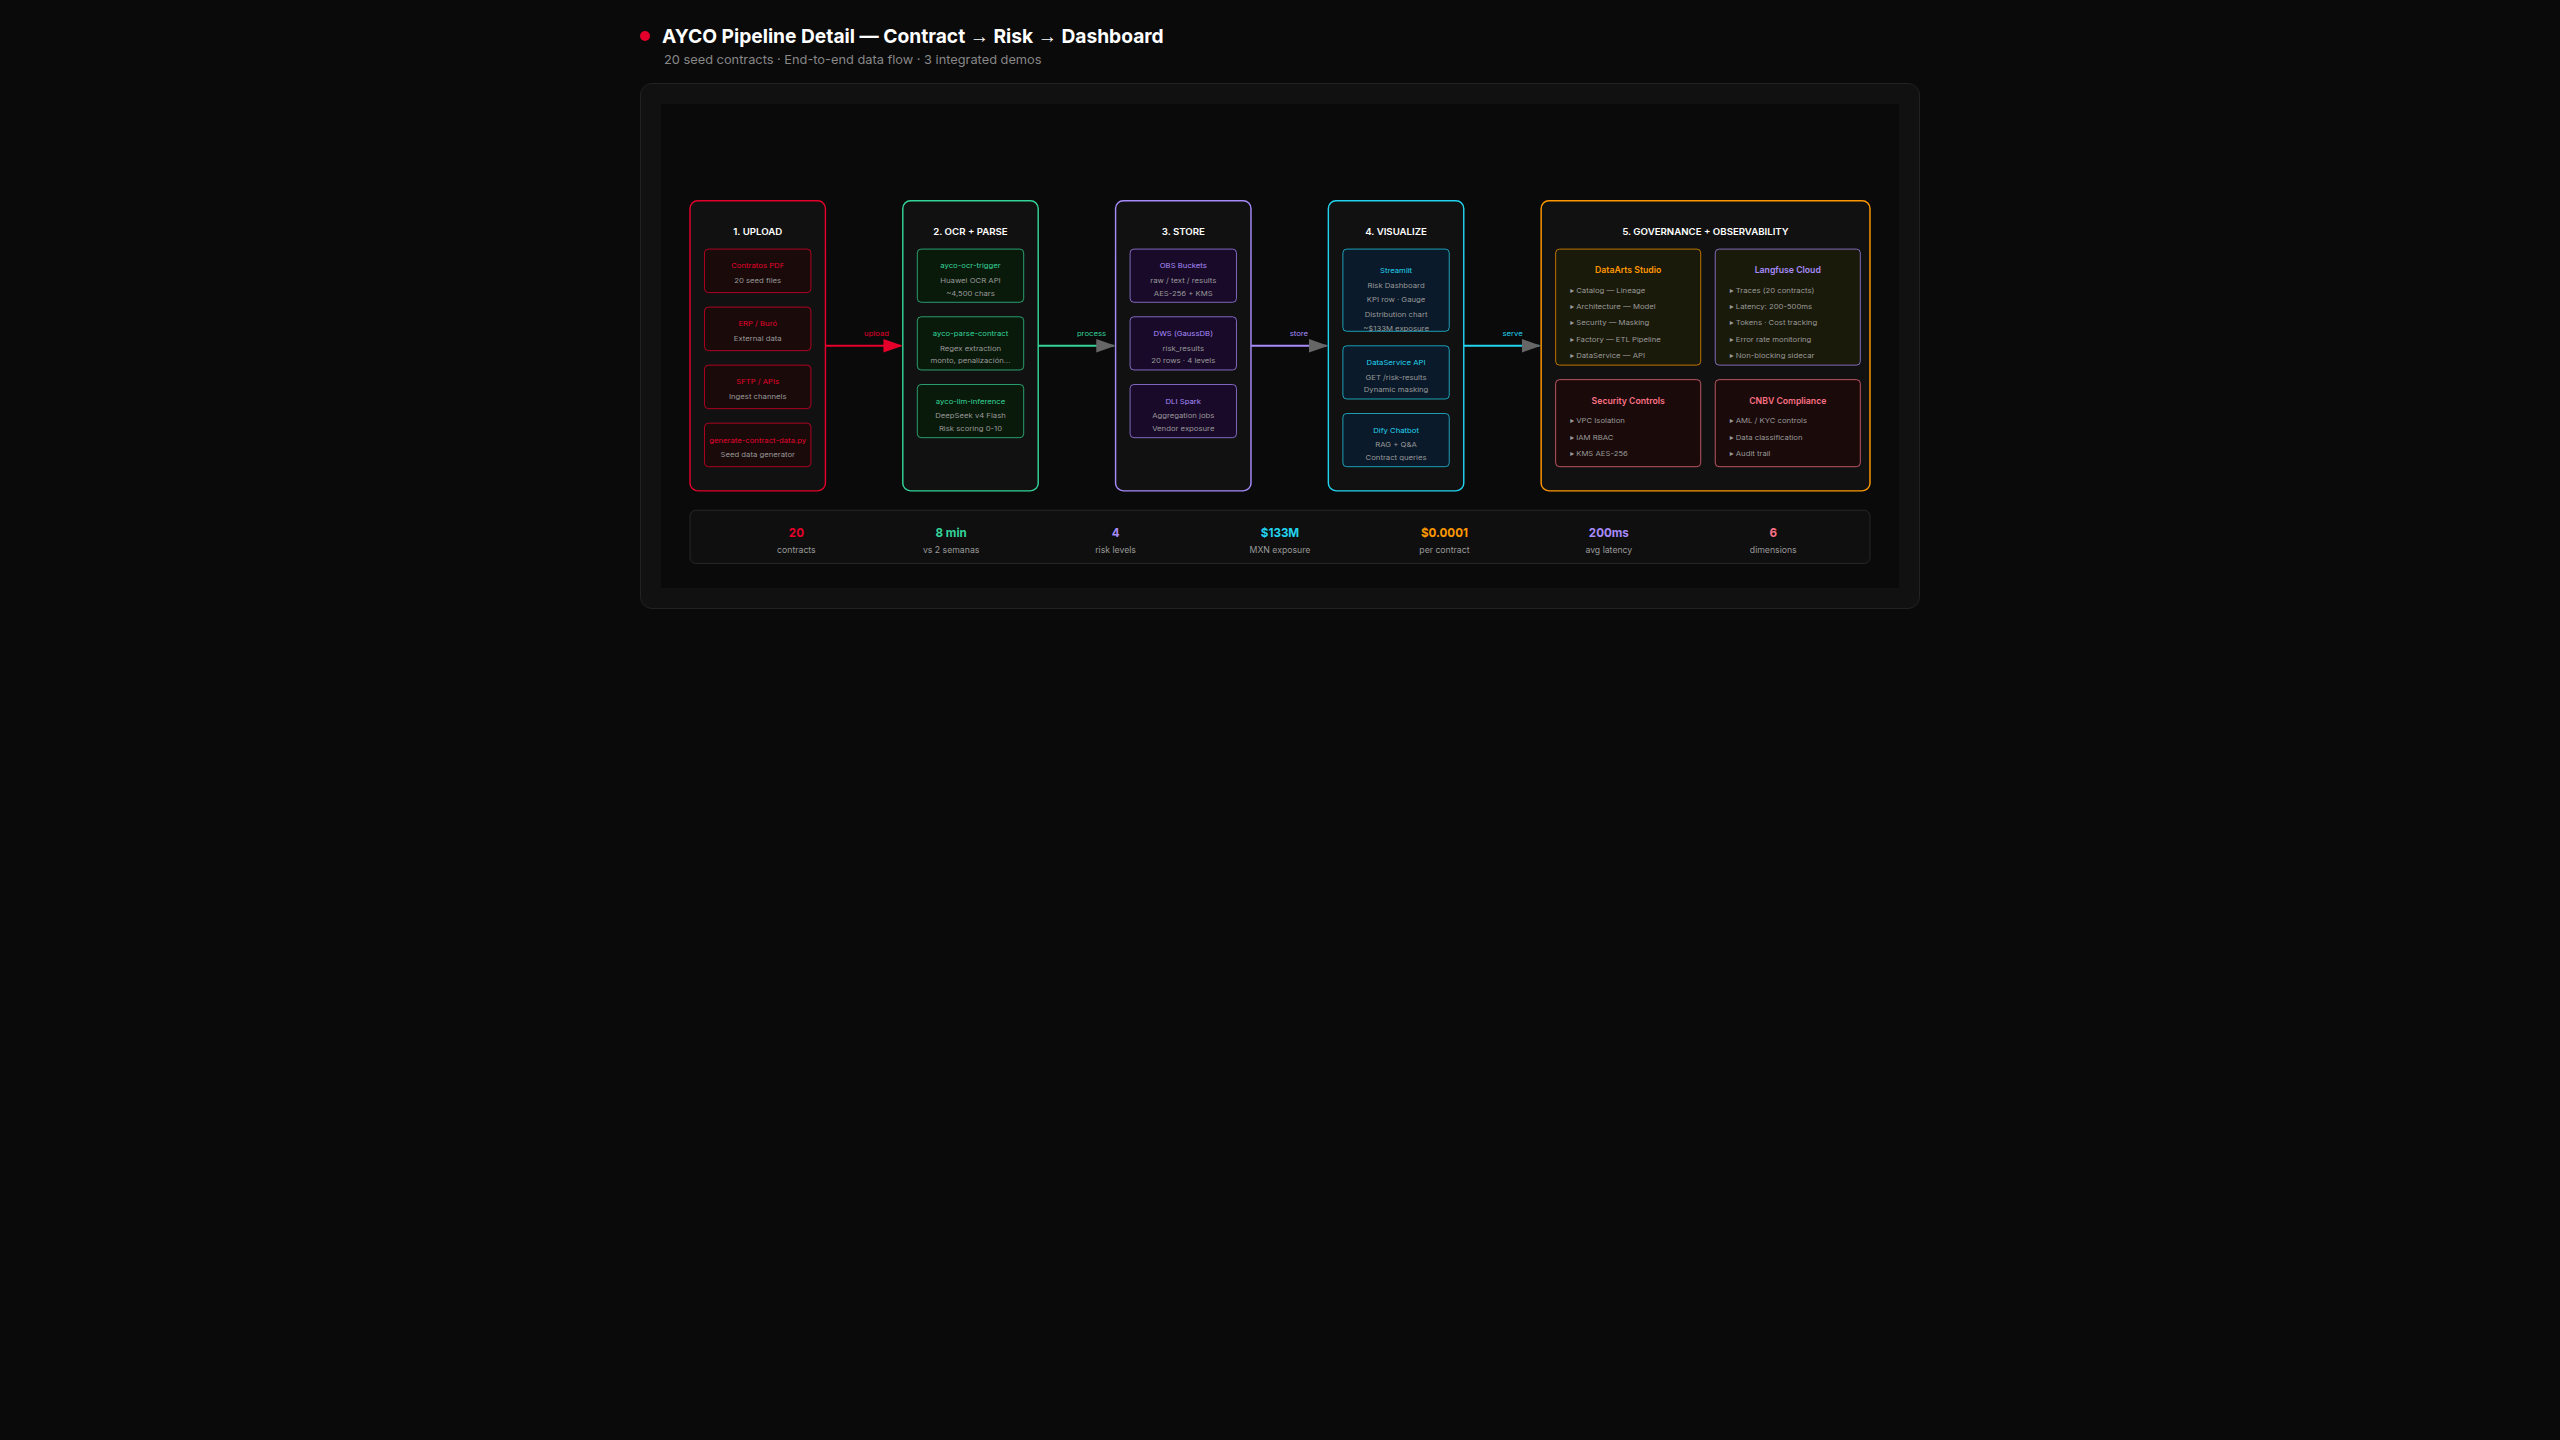 AYCO Pipeline Detail — Contract → Risk → Dashboard
20 seed contracts · End-to-end data flow · 3 integrated demos
1. UPLOAD
Contratos PDF
20 seed files
ERP / Buró
External data
SFTP / APIs
Ingest channels
generate-contract-data.py
Seed data generator
upload
2. OCR + PARSE
ayco-ocr-trigger
Huawei OCR API
~4,500 chars
ayco-parse-contract
Regex extraction
monto, penalización...
ayco-llm-inference
DeepSeek v4 Flash
Risk scoring 0-10
process
3. STORE
OBS Buckets
raw / text / results
AES-256 + KMS
DWS (GaussDB)
risk_results
20 rows · 4 levels
DLI Spark
Aggregation jobs
Vendor exposure
store
4. VISUALIZE
Streamlit
Risk Dashboard
KPI row · Gauge
Distribution chart
~$133M exposure
DataService API
GET /risk-results
Dynamic masking
Dify Chatbot
RAG + Q&A
Contract queries
serve
5. GOVERNANCE + OBSERVABILITY
DataArts Studio
▸ Catalog — Lineage
▸ Architecture — Model
▸ Security — Masking
▸ Factory — ETL Pipeline
▸ DataService — API
Langfuse Cloud
▸ Traces (20 contracts)
▸ Latency: 200-500ms
▸ Tokens · Cost tracking
▸ Error rate monitoring
▸ Non-blocking sidecar
Security Controls
▸ VPC Isolation
▸ IAM RBAC
▸ KMS AES-256
CNBV Compliance
▸ AML / KYC controls
▸ Data classification
▸ Audit trail
20
contracts
8 min
vs 2 semanas
4
risk levels
$133M
MXN exposure
$0.0001
per contract
200ms
avg latency
6
dimensions